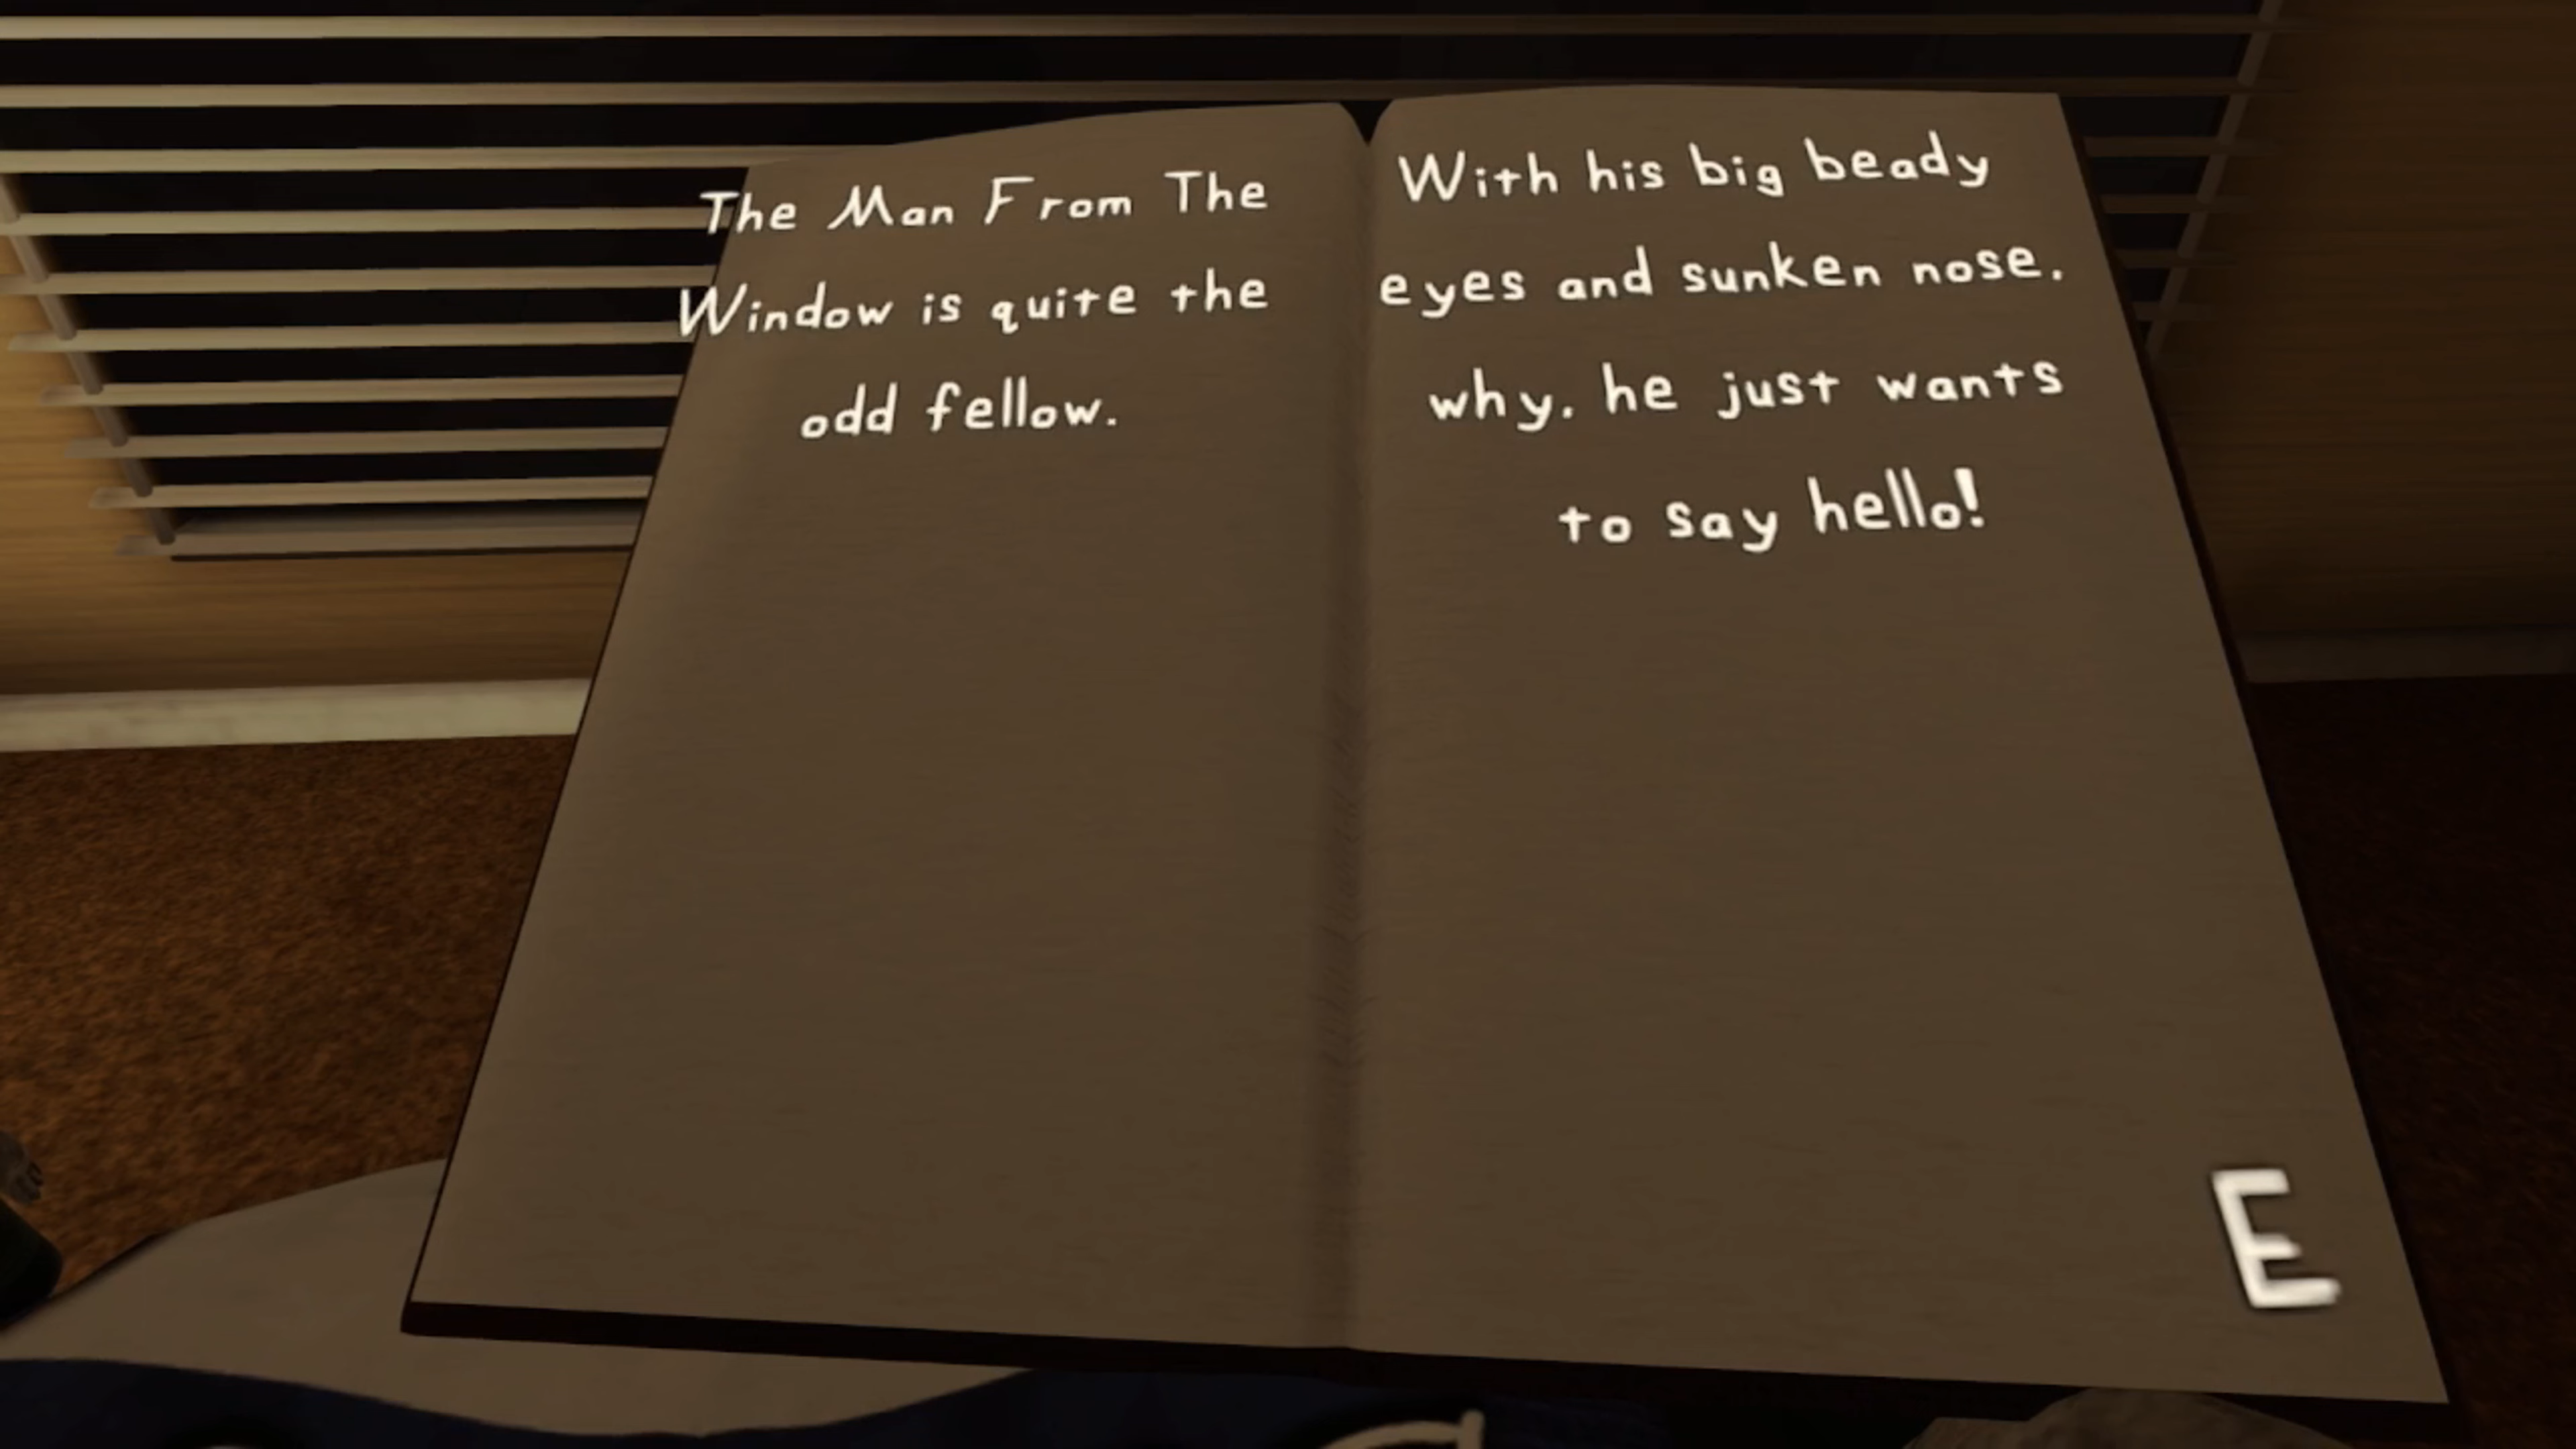 The Man From The
Window is quite the
odd fellow.
With his big beady
eyes and sunken nose.
why. he just wants
to say hello!
E